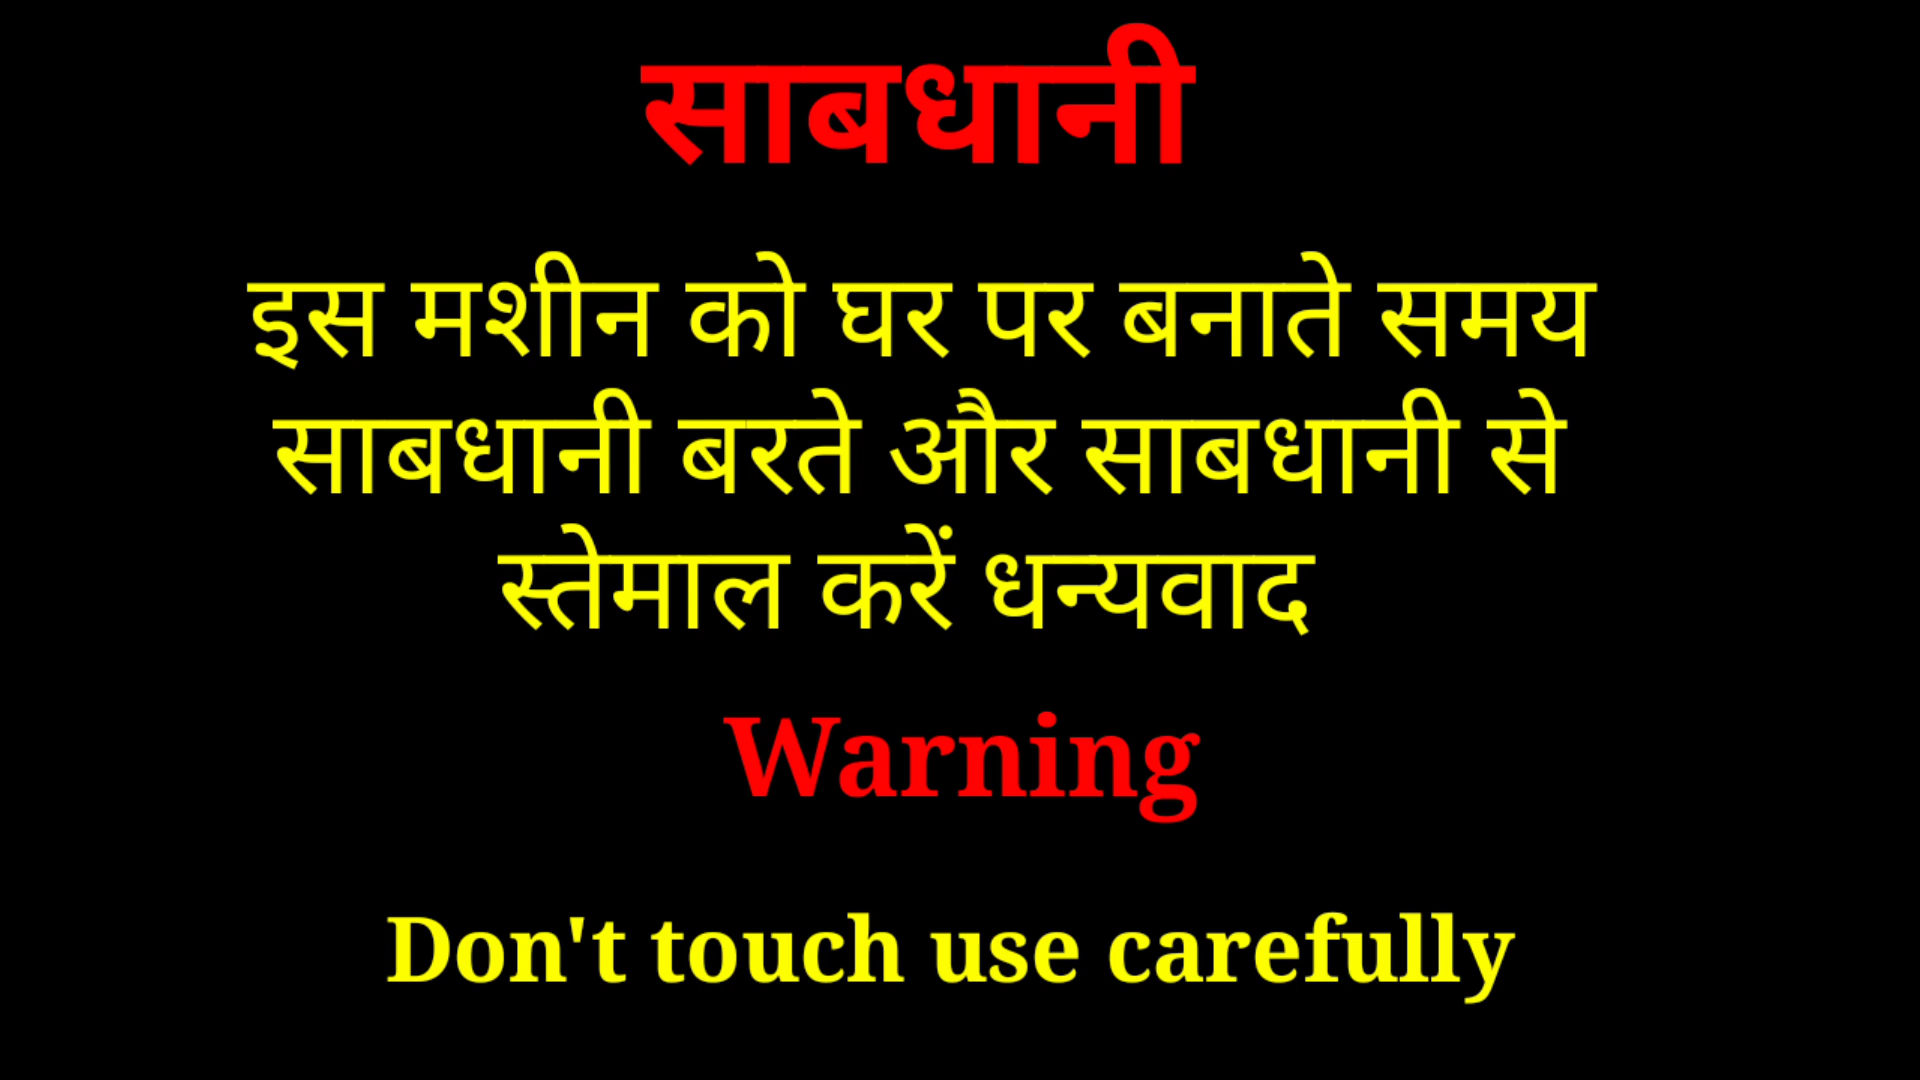 साबधानी
इस मशीन को घर पर बनाते समय
साबधानी बरते और साबधानी से
स्तेमाल करें धन्यवाद
Warning
Don't touch use carefully